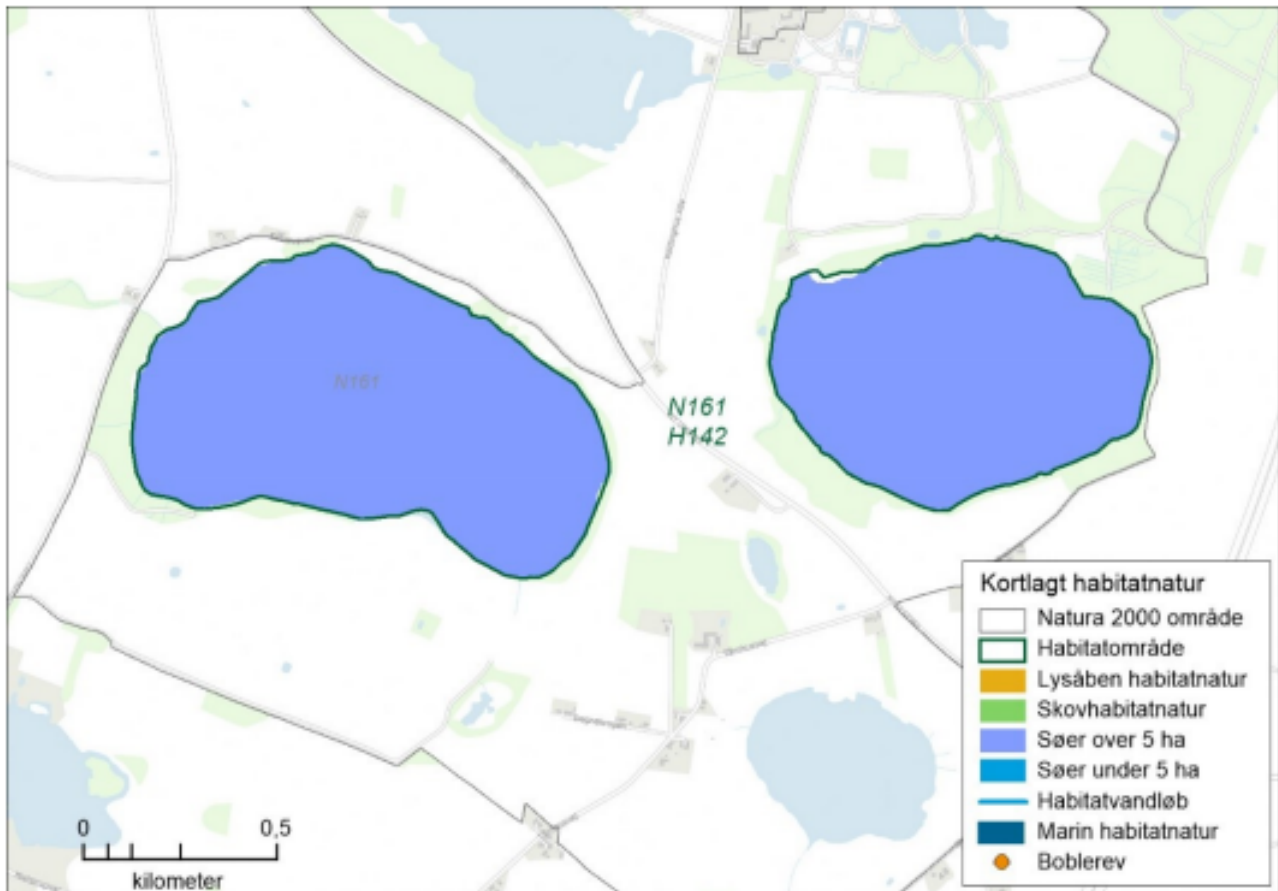 N161
N161
H142
Kortlagt habitatnatur
Natura 2000 område
Habitatområde
Lysåben habitatnatur
Skovhabitatnatur
Søer over 5 ha
Søer under 5 ha
Habitatvandløb
Marin habitatnatur
Boblerev
0 0,5
kilometer